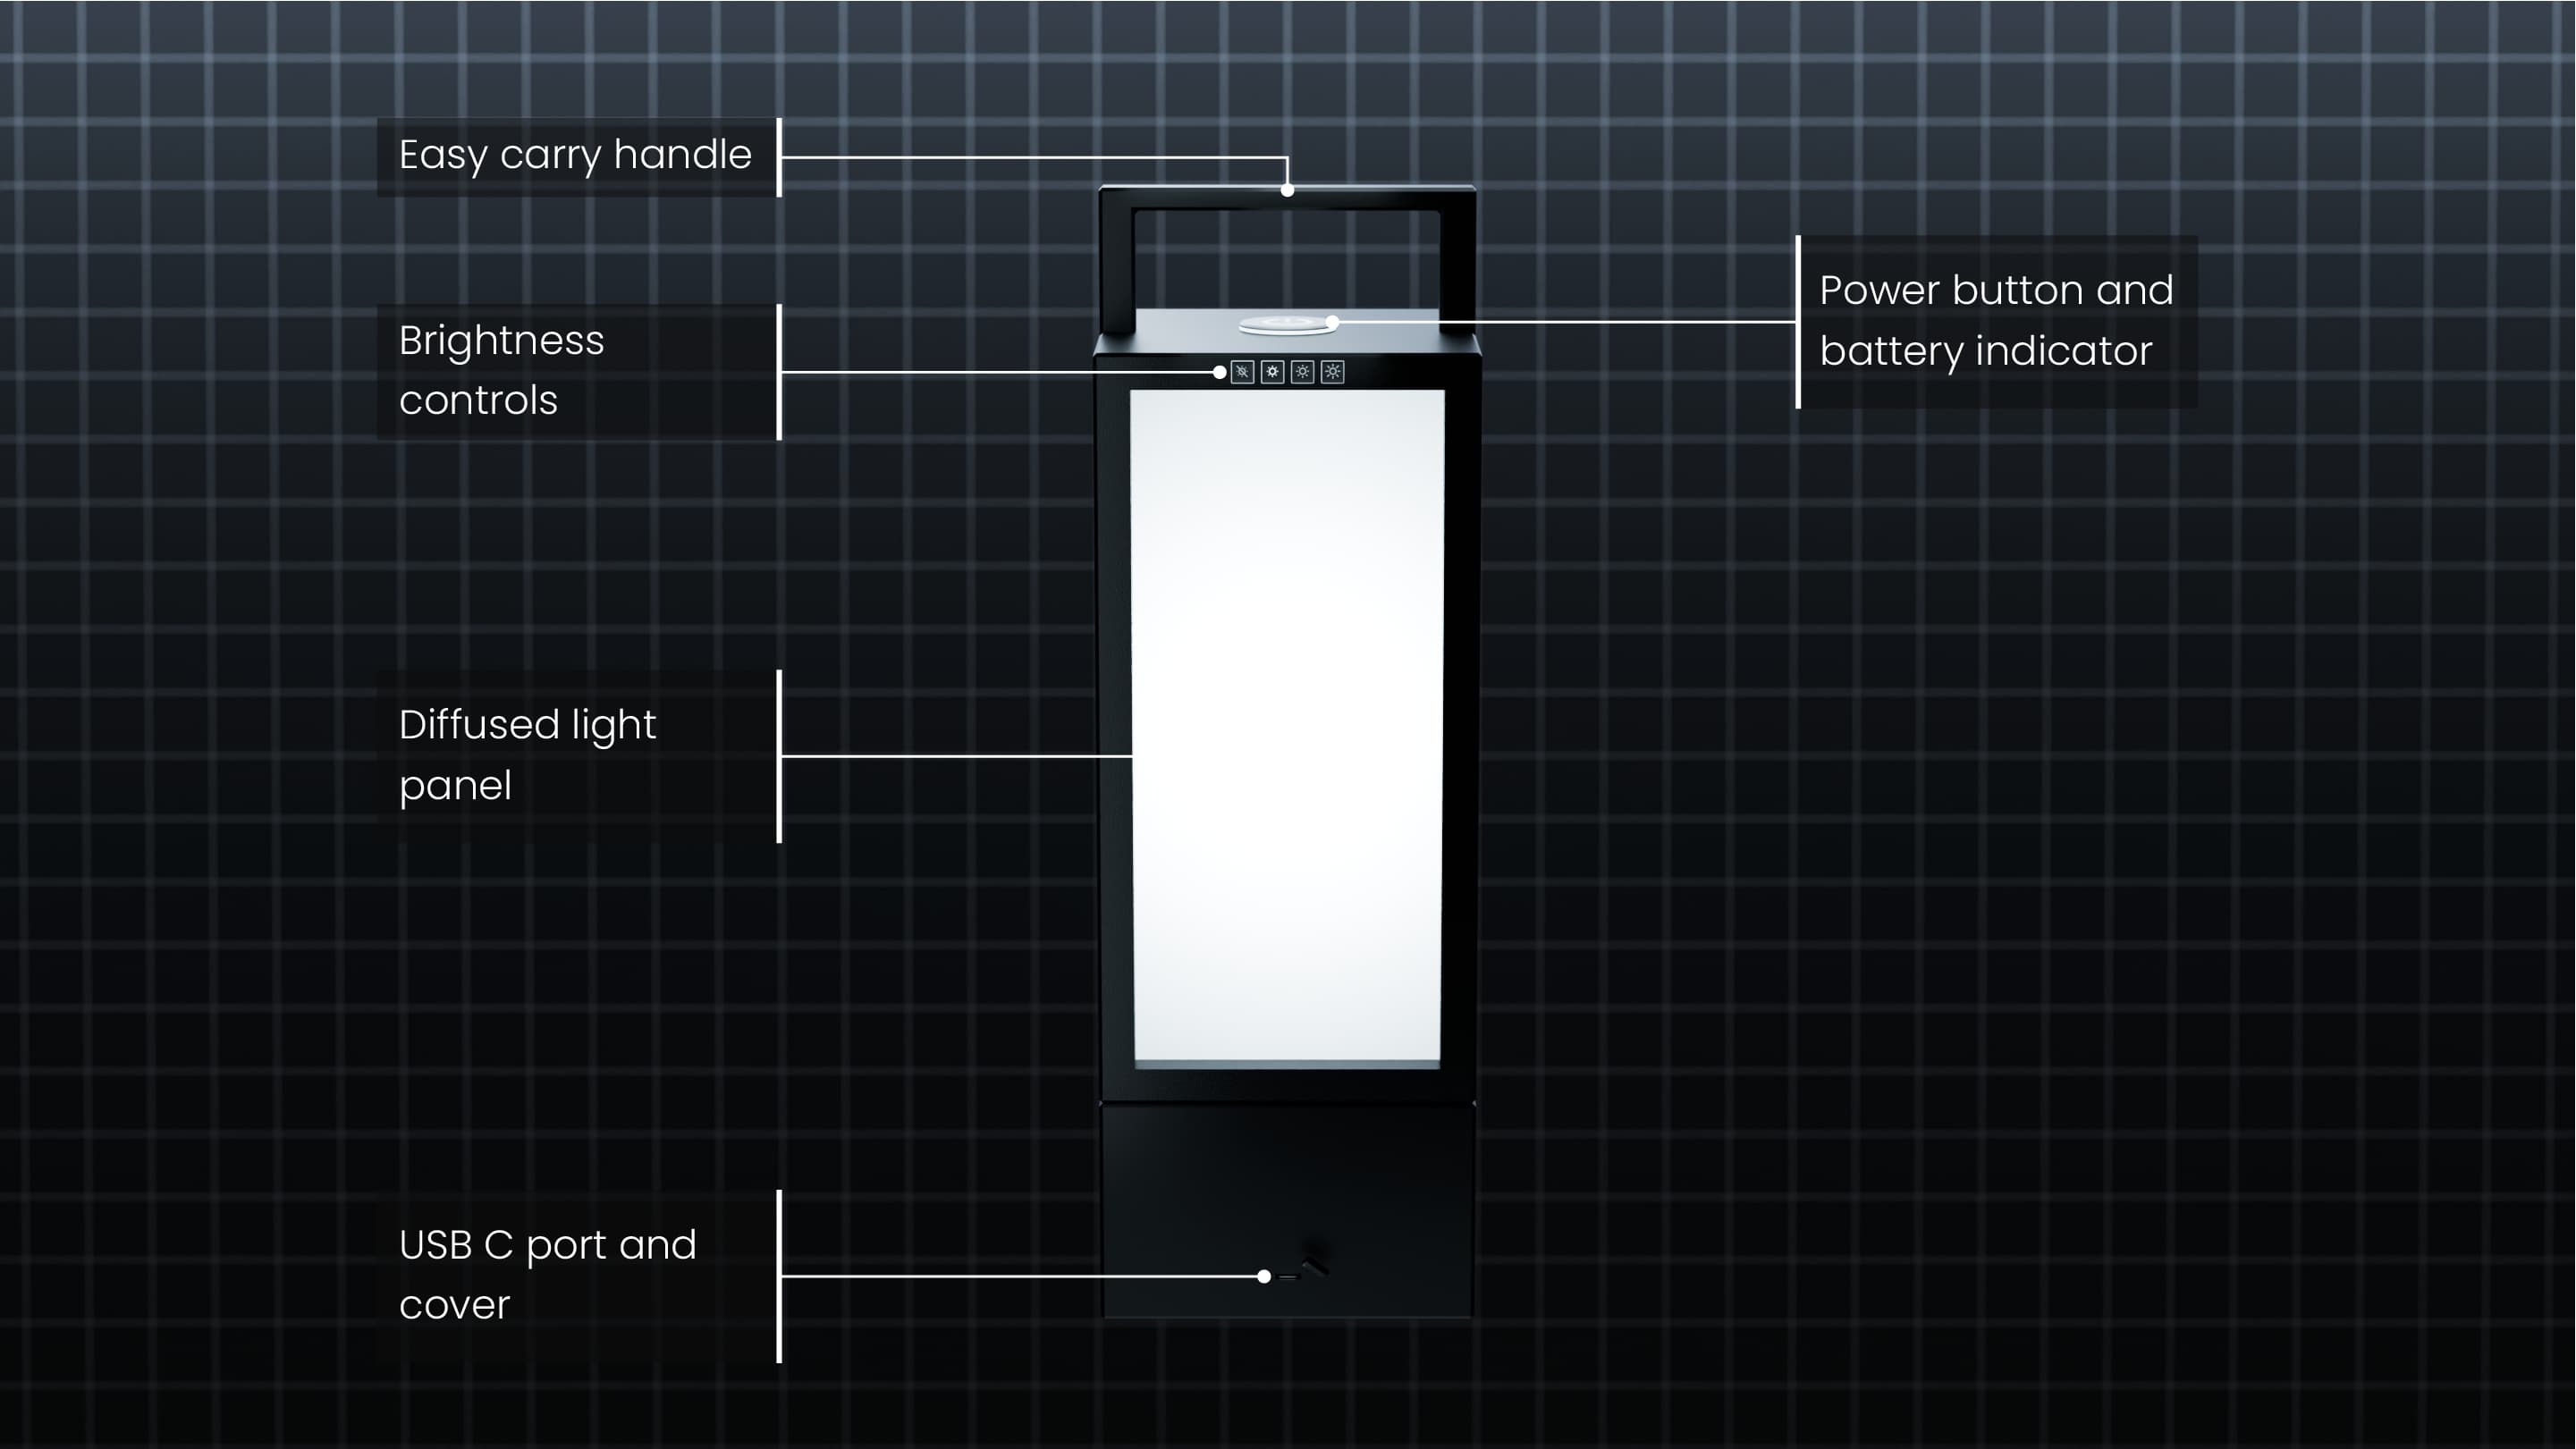 Easy carry handle
Power button and
battery indicator
Brightness
controls
Diffused light
panel
USB C port and
cover